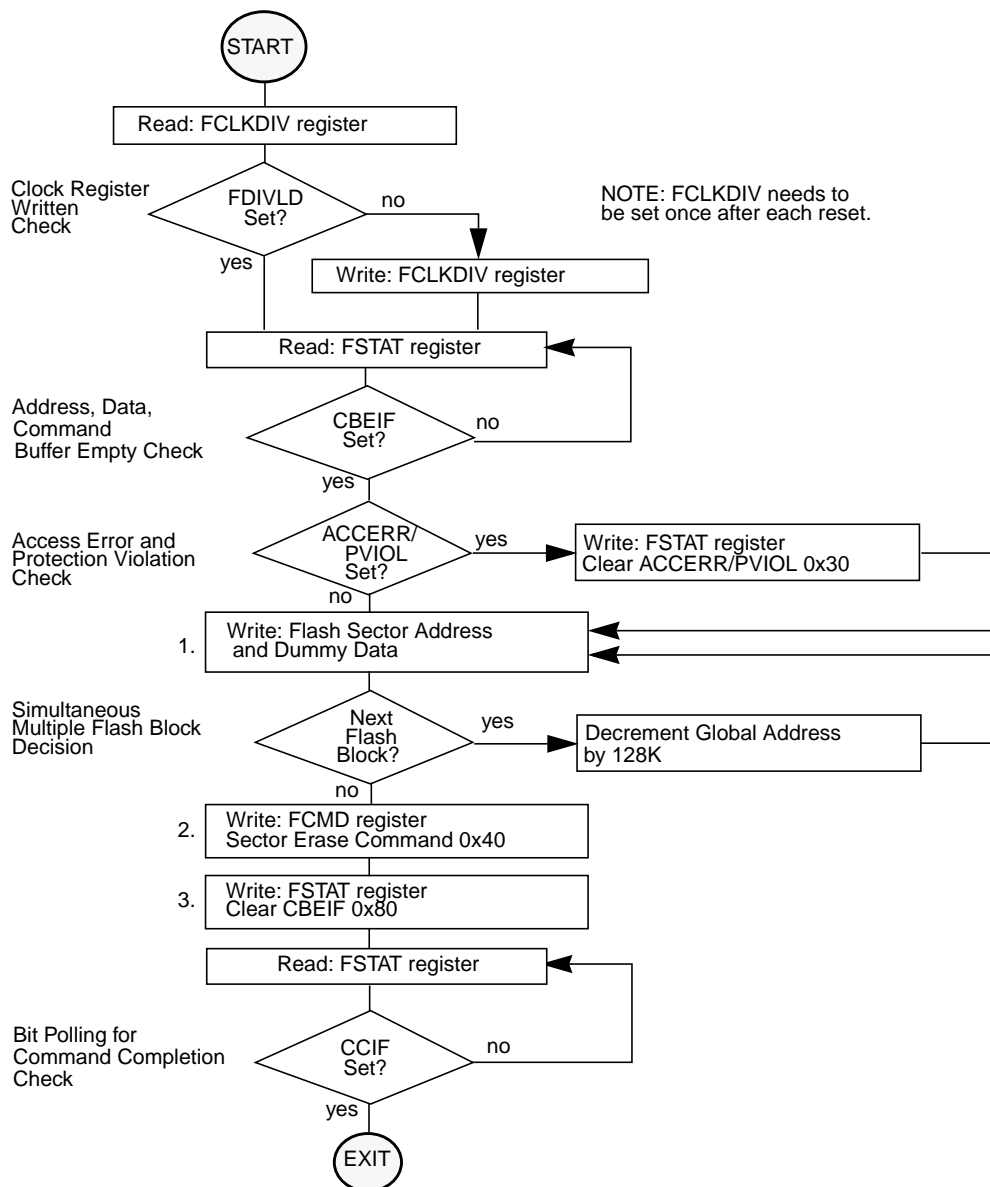 START
Read: FCLKDIV register
Clock Register
Written
Check
FDIVLD
Set?
no
yes
NOTE: FCLKDIV needs to
be set once after each reset.
Write: FCLKDIV register
Read: FSTAT register
Address, Data,
Command
Buffer Empty Check
CBEIF
Set?
no
yes
Access Error and
Protection Violation
Check
ACCERR/
PVIOL
Set?
yes
no
Write: FSTAT register
Clear ACCERR/PVIOL 0x30
1.
Write: Flash Sector Address
and Dummy Data
Simultaneous
Multiple Flash Block
Decision
Next
Flash
Block?
yes
no
Decrement Global Address
by 128K
2.
Write: FCMD register
Sector Erase Command 0x40
3.
Write: FSTAT register
Clear CBEIF 0x80
Read: FSTAT register
Bit Polling for
Command Completion
Check
CCIF
Set?
no
yes
EXIT